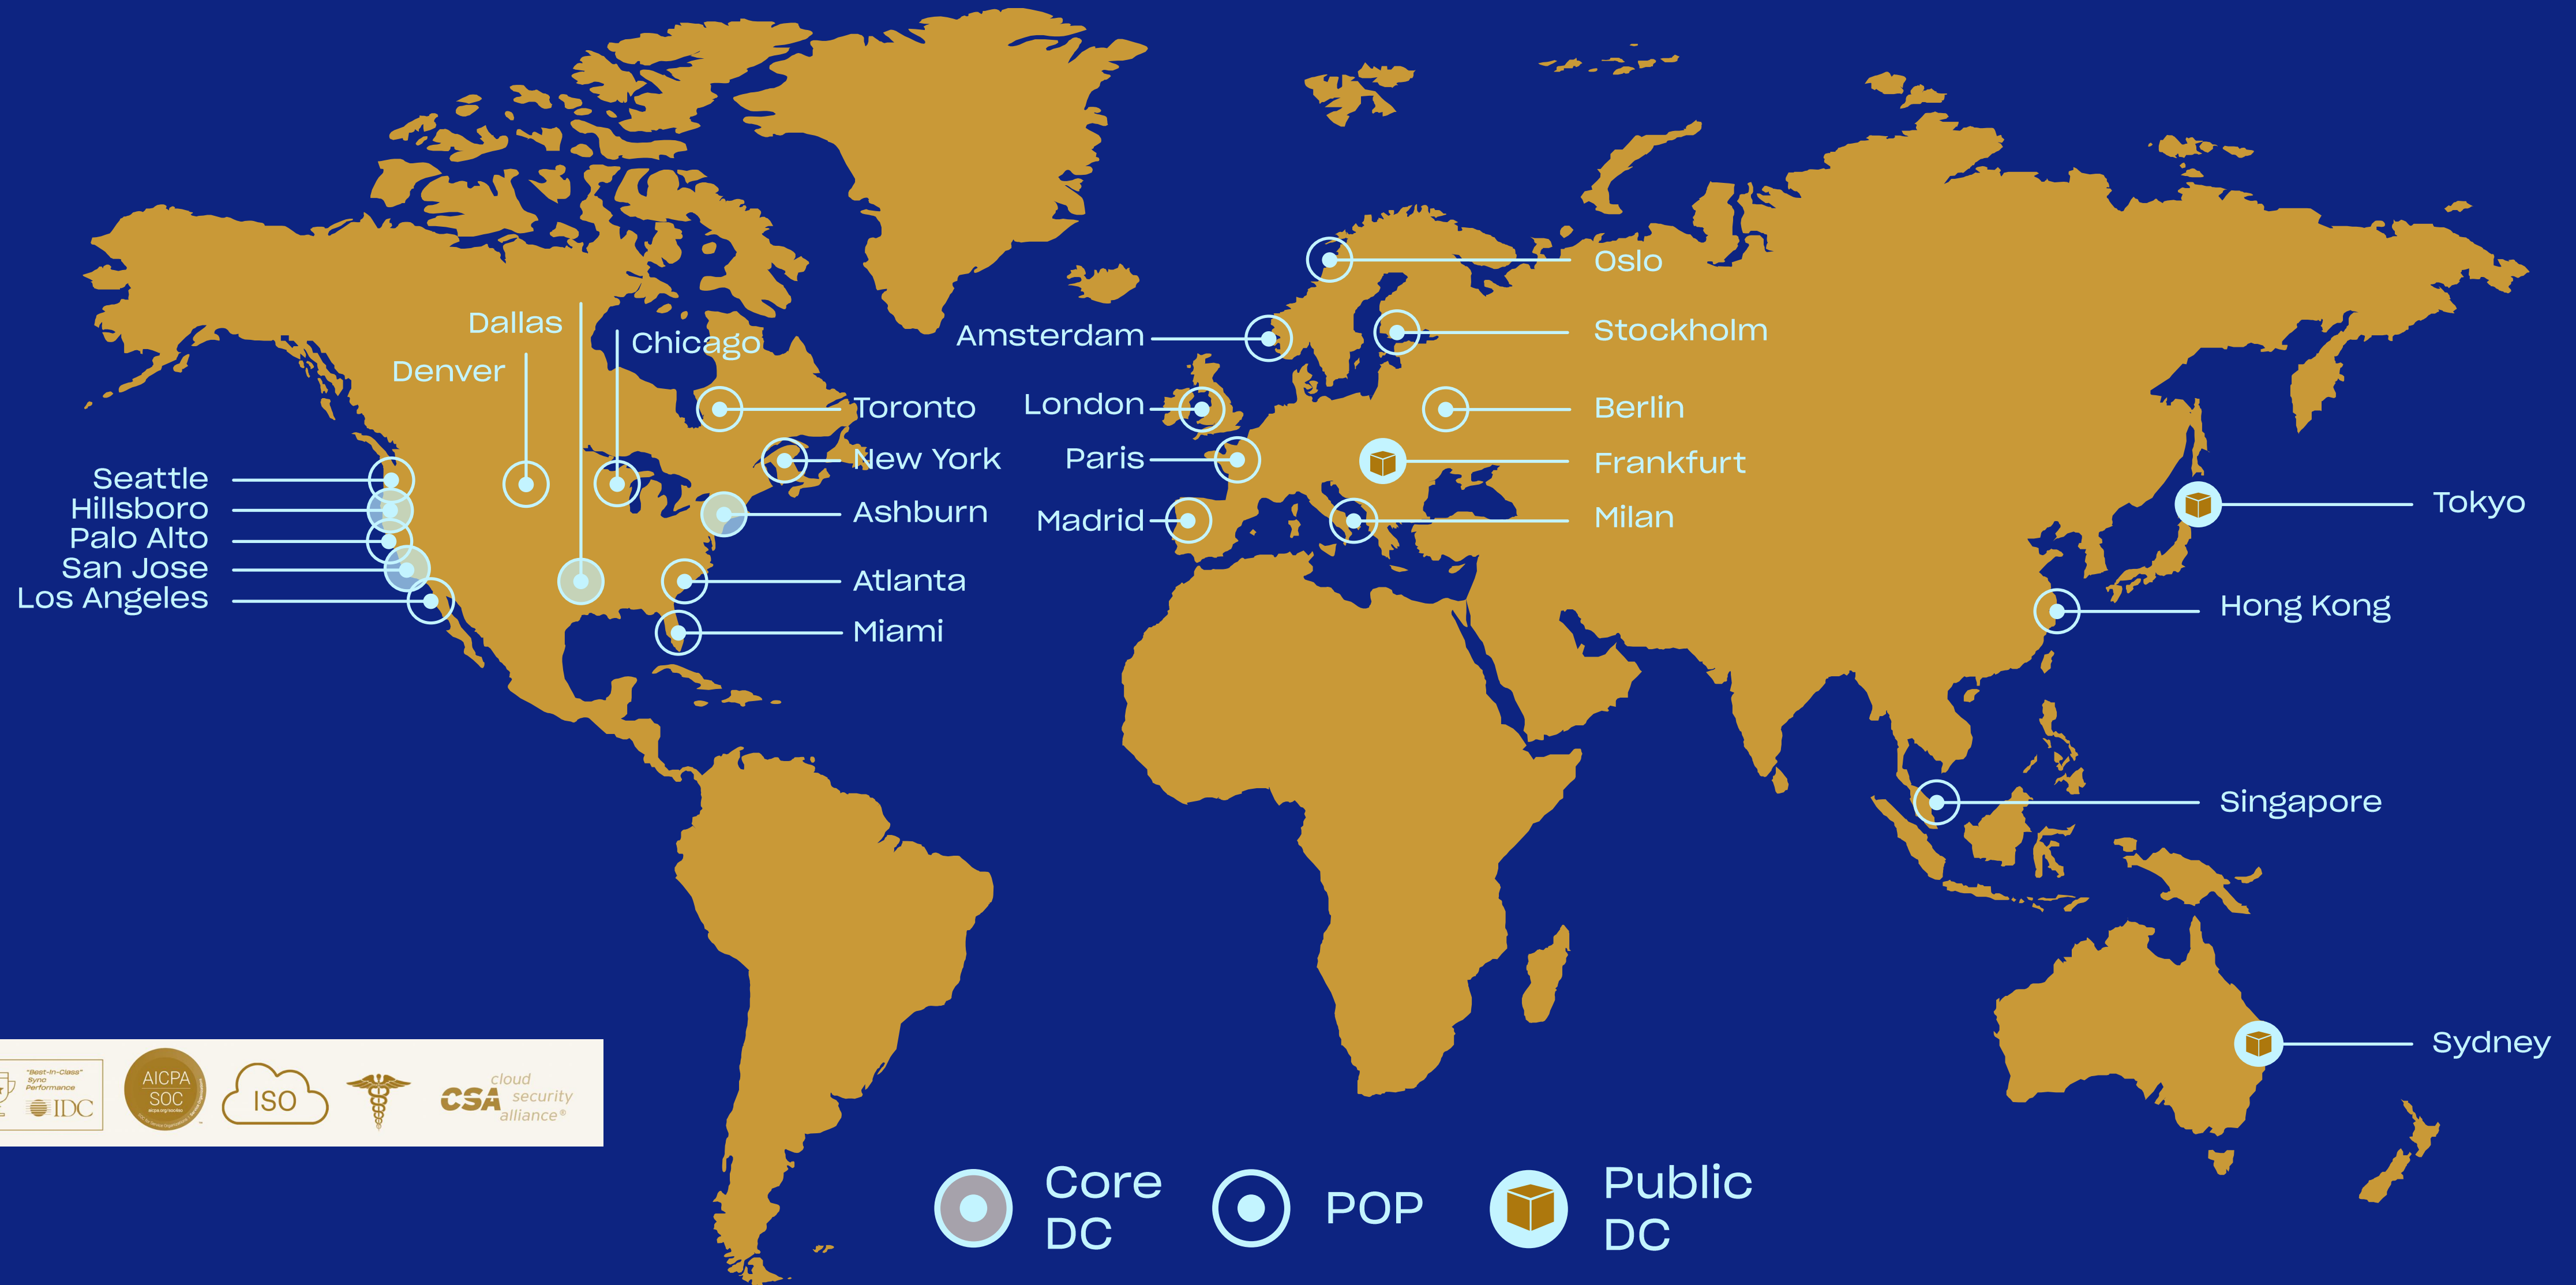 Oslo
Dallas
Stockholm
Chicago
Amsterdam
Denver
Toronto
London
Berlin
New York
Paris
Frankfurt
Seattle
Hillsboro
Ashburn
Madrid
Milan
Tokyo
Palo Alto
San Jose
Atlanta
Los Angeles
Hong Kong
Miami
Singapore
Sydney
"Best-In-Class"
Sync
Performance
IDC
AICPA
SOC
ISO
CSA
cloud
security
alliance®
Core
DC
POP
Public
DC